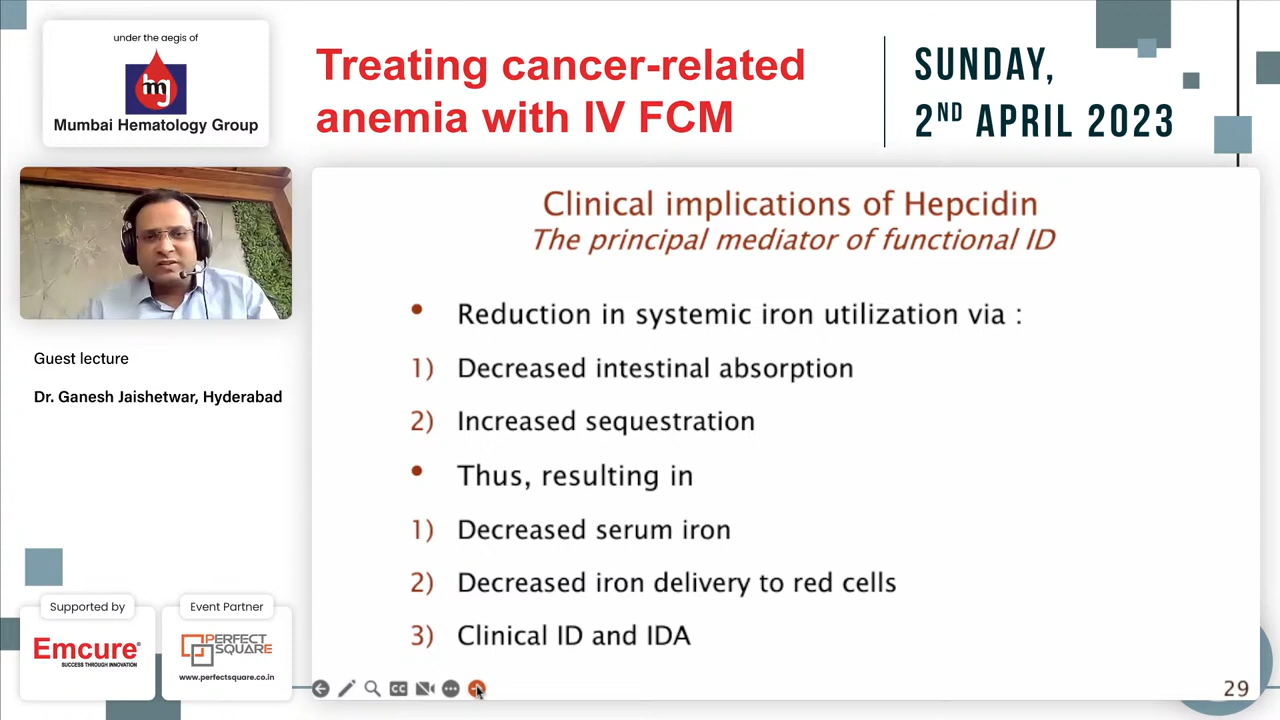 under the aegis of
mj
Mumbai Hematology Group
Treating cancer-related
anemia with IV FCM
SUNDAY,
2ND APRIL 2023
Guest lecture
Dr. Ganesh Jaishetwar, Hyderabad
Clinical implications of Hepcidin
The principal mediator of functional ID
• Reduction in systemic iron utilization via :
1) Decreased intestinal absorption
2) Increased sequestration
• Thus, resulting in
1) Decreased serum iron
2) Decreased iron delivery to red cells
3) Clinical ID and IDA
CC
29
Supported by
Emcure®
SUCCESS THROUGH INNOVATION
Event Partner
PERFECT
SQUARE
www.perfectsquare.co.in